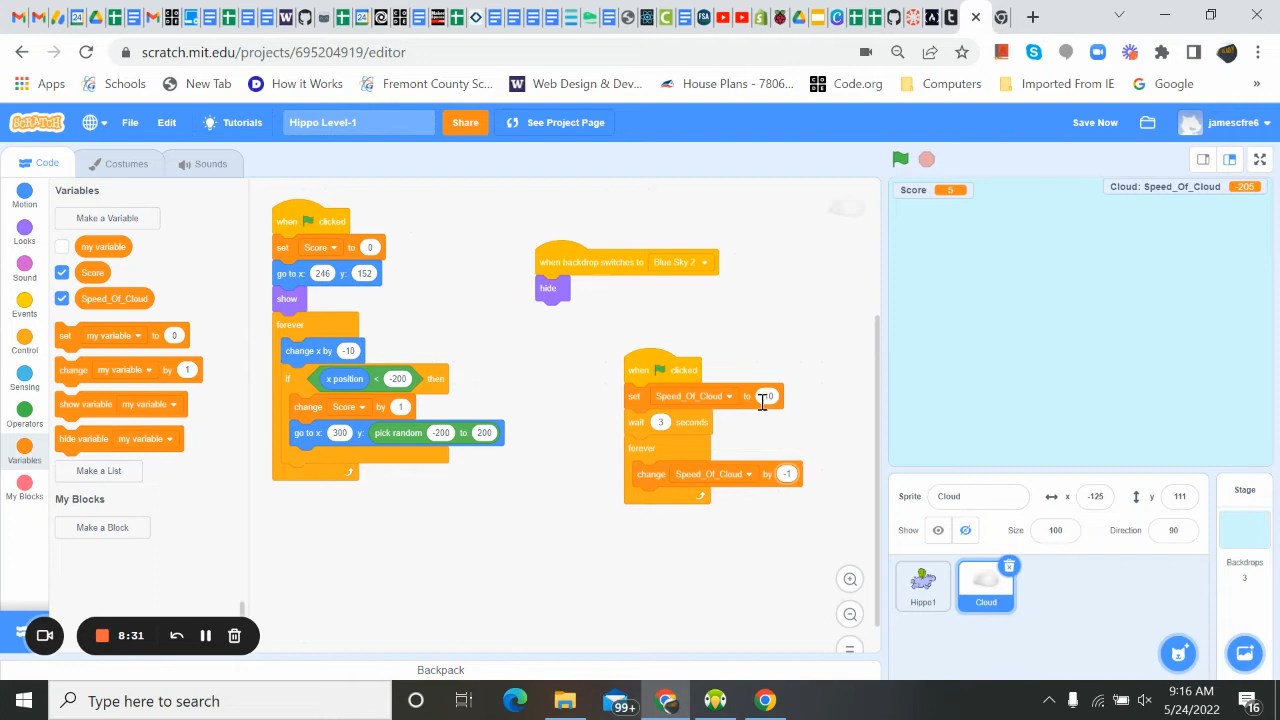 scratch.mit.edu/projects/695204919/editor
Apps Schools New Tab How it Works Fremont County Sc... Web Design & Dev... House Plans - 7806... Code.org Computers Imported From IE Google »
SCRATCH File Edit Tutorials Hippo Level-1 Share See Project Page Save Now jamescfre6
Code Costumes Sounds
Motion
Looks
Sound
Events
Control
Sensing
Operators
Variables
My Blocks
Variables
Make a Variable
my variable
Score
Speed_Of_Cloud
set my variable to 0
change my variable by 1
show variable my variable
hide variable my variable
Make a List
My Blocks
Make a Block
when clicked
set Score to 0
go to x: 246 y: 152
show
forever
change x by -10
if x position < -200 then
change Score by 1
go to x: 300 y: pick random -200 to 200
when backdrop switches to Blue Sky 2
hide
when clicked
set Speed_Of_Cloud to
wait 3 seconds
forever
change Speed_Of_Cloud by -1
Score 5
Cloud: Speed_Of_Cloud -205
Sprite Cloud x -125 y 111
Show Size 100 Direction 90
Hippo1
Cloud
Stage
Backdrops
3
8:31
Backpack
Type here to search
99+
9:16 AM
5/24/2022
16